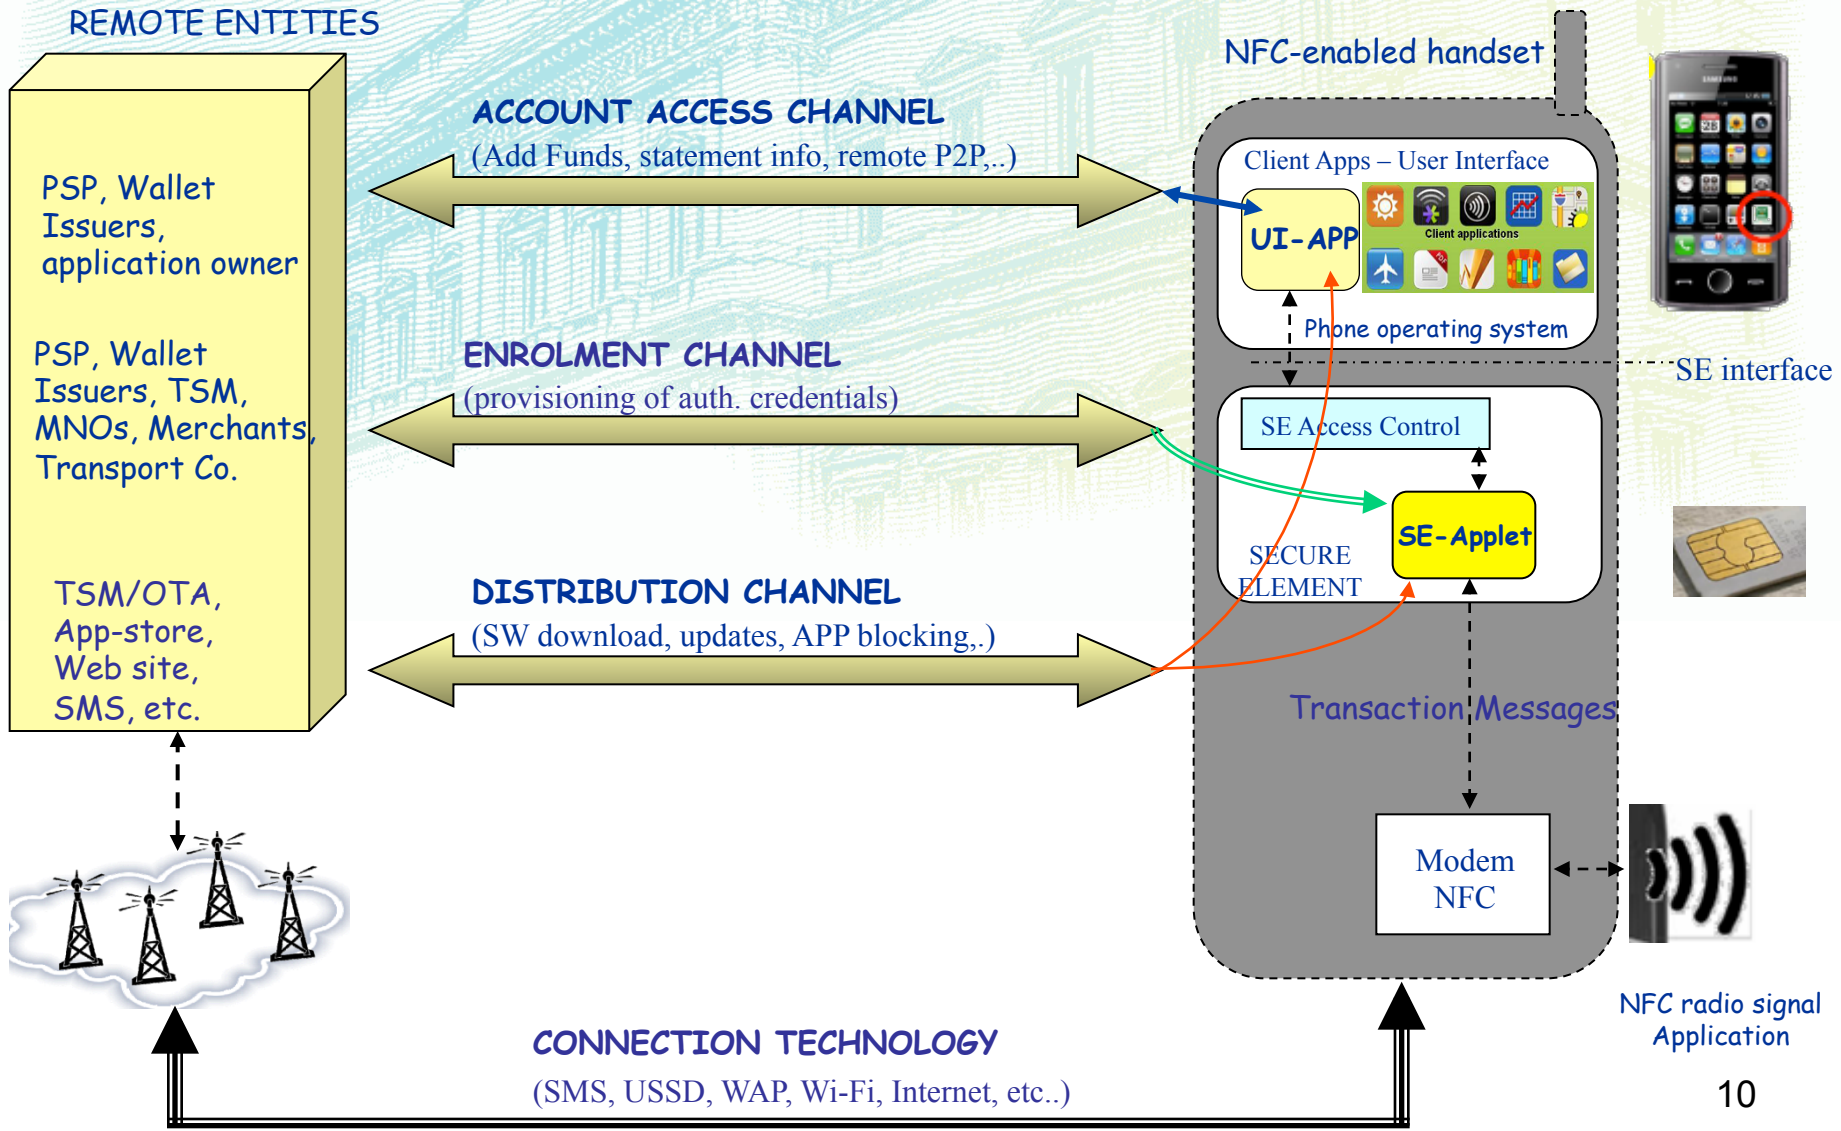 REMOTE ENTITIES
PSP, Wallet
Issuers,
application owner
PSP, Wallet
Issuers, TSM,
MNOs, Merchants,
Transport Co.
TSM/OTA,
App-store,
Web site,
SMS, etc.
ACCOUNT ACCESS CHANNEL
(Add Funds, statement info, remote P2P,..)
ENROLMENT CHANNEL
(provisioning of auth. credentials)
DISTRIBUTION CHANNEL
(SW download, updates, APP blocking,.)
CONNECTION TECHNOLOGY
(SMS, USSD, WAP, Wi-Fi, Internet, etc..)
NFC-enabled handset
Client Apps – User Interface
UI-APP
Client applications
PDF
Phone operating system
SE interface
SE Access Control
SE-Applet
SECURE
ELEMENT
Transaction Messages
Modem
NFC
SAMSUNG
28
NFC radio signal
Application
10